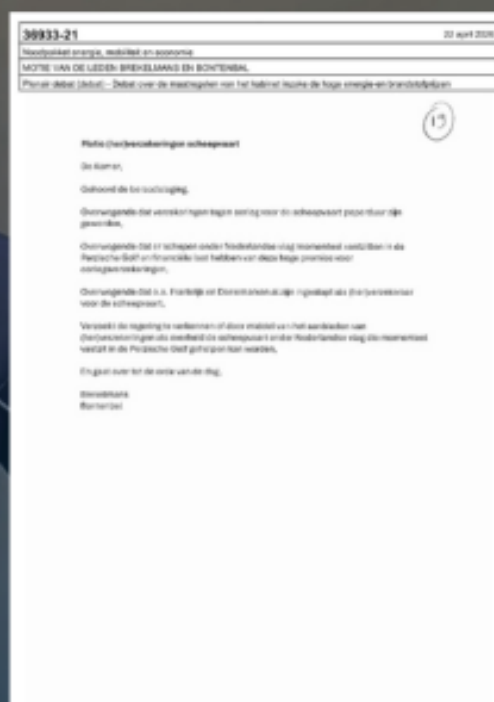 36933-21 22 april 2026
Noodpakket energie, mobiliteit en economie
MOTIE VAN DE LEDEN BREKELMANS EN BONTENBAL
Plenair debat (debat) - Debat over de maatregelen van het kabinet inzake de hoge energie-en brandstofprijzen
Motie (her)verzekeringen scheepvaart
De Kamer,
Gehoord de beraadslaging,
Overwegende dat verzekeringen tegen oorlog voor de scheepvaart peperduur zijn
geworden,
Overwegende dat er schepen onder Nederlandse vlag momenteel vastzitten in de
Perzische Golf en financiële last hebben van deze hoge premies voor
oorlogsverzekeringen,
Overwegende dat o.a. Frankrijk en Denemarken al zijn ingestapt als (her)verzekeraar
voor de scheepvaart,
Verzoekt de regering te verkennen of door middel van het aanbieden van
(her)verzekeringen als overheid de scheepvaart onder Nederlandse vlag die momenteel
vastzit in de Perzische Golf geholpen kan worden,
En gaat over tot de orde van de dag,
Brekelmans
Bontenbal